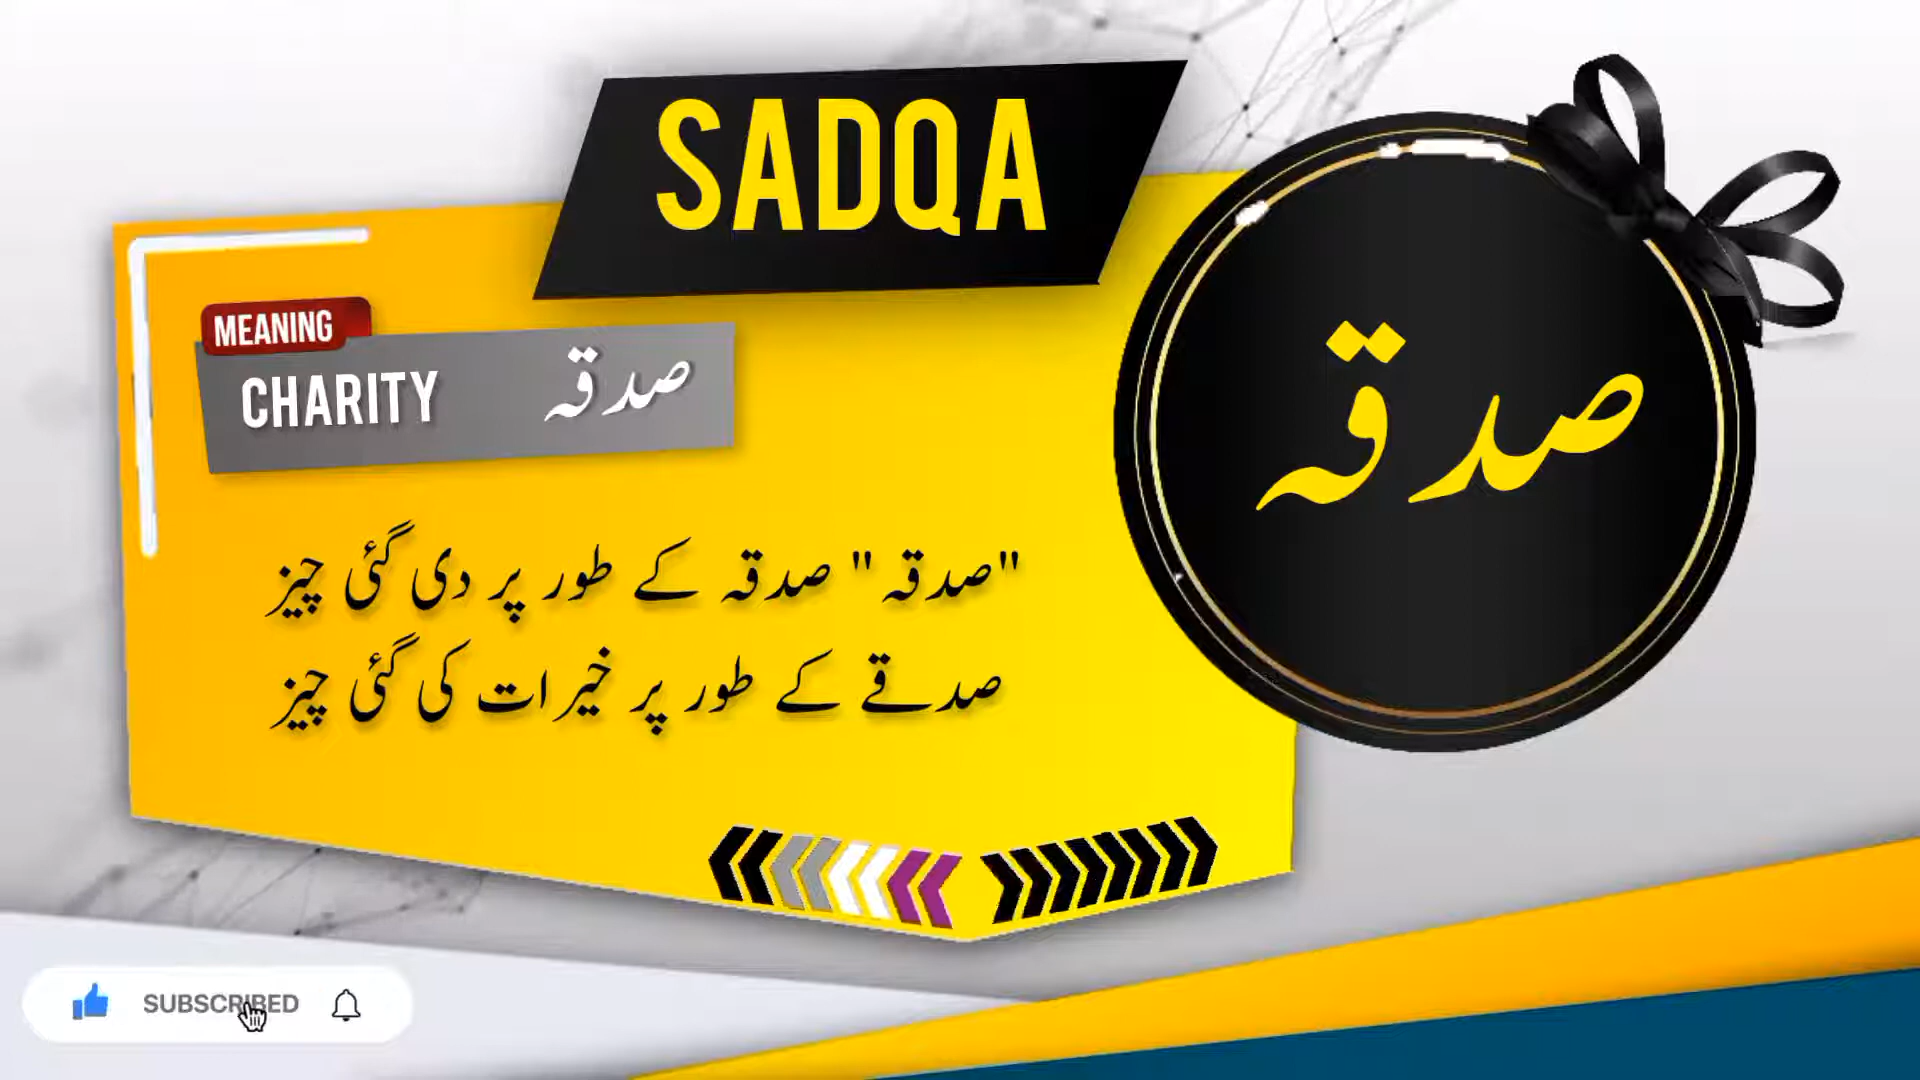 SADQA
صدقہ
MEANING
CHARITY صدقہ
"صدقہ" صدقہ کے طور پر دی گئی چیز
صدقے کے طور پر خیرات کی گئی چیز
SUBSCRIBED